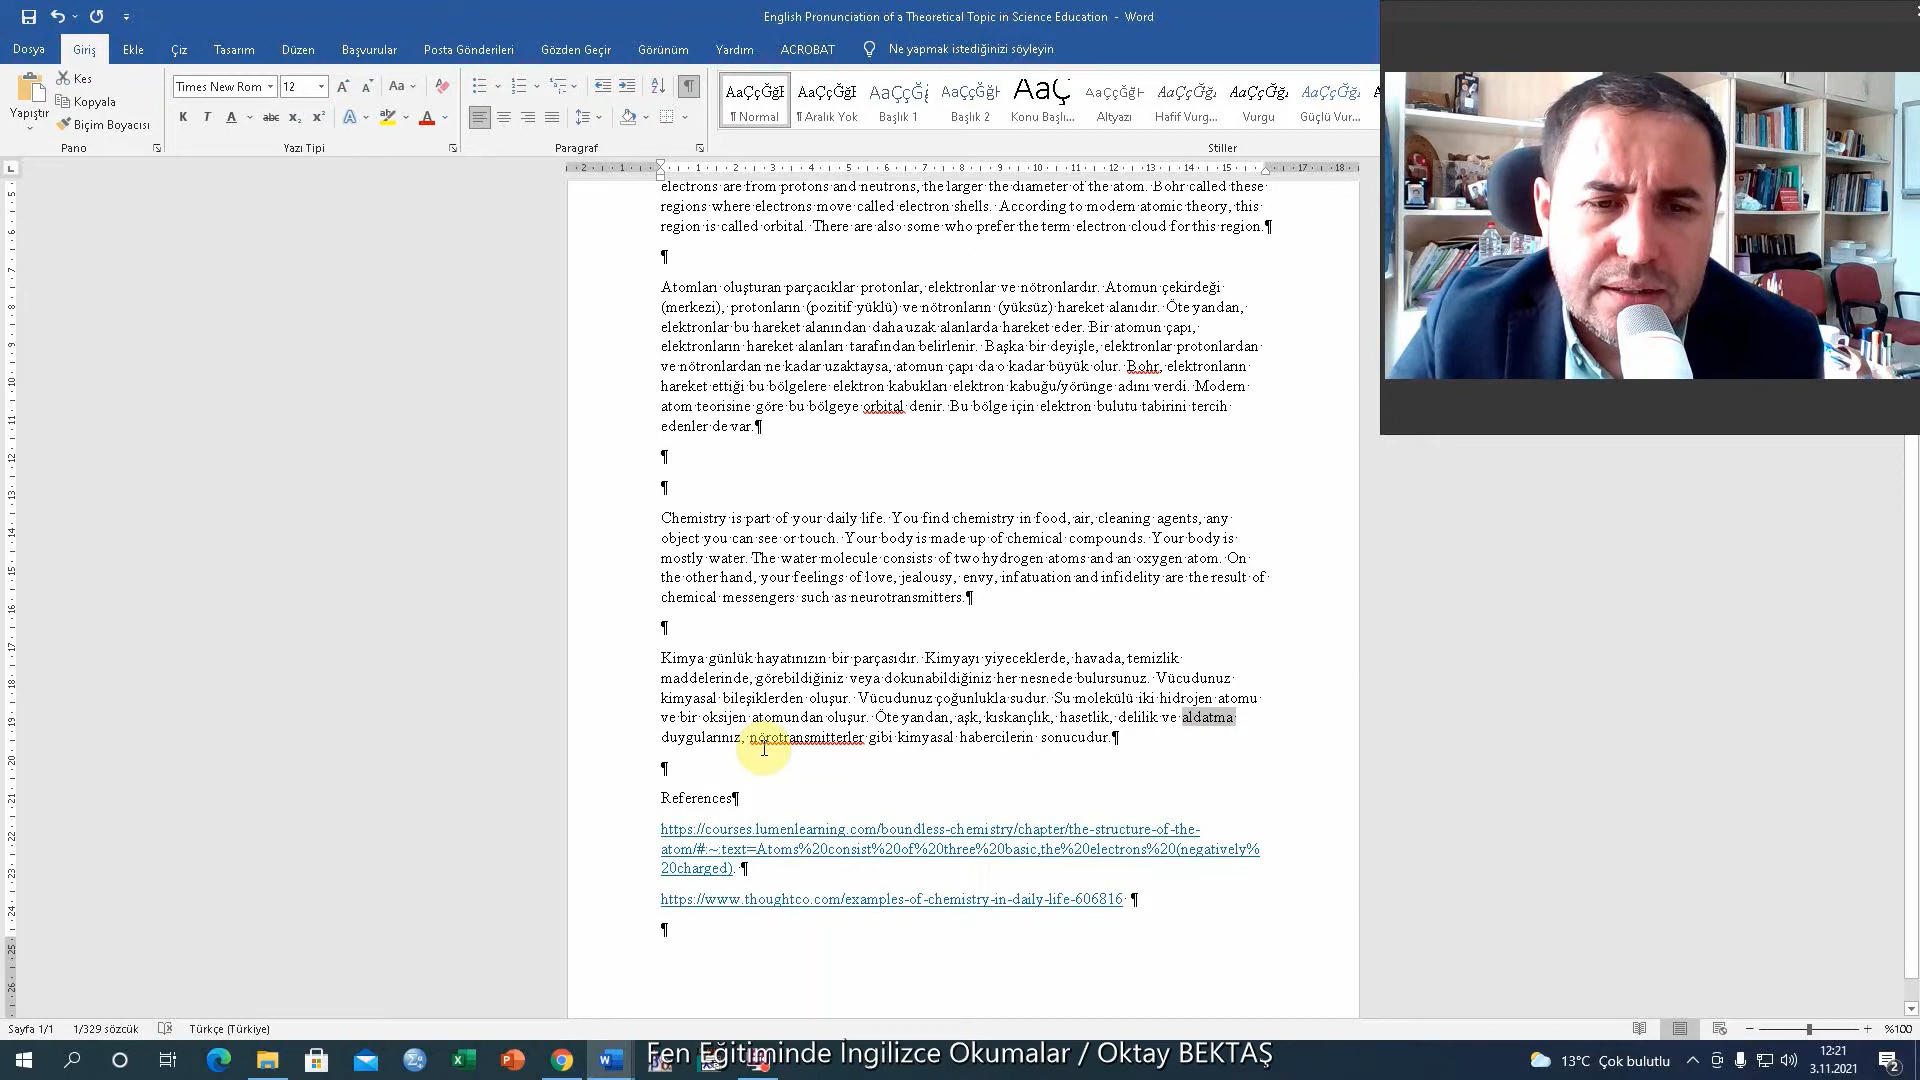 English Pronunciation of a Theoretical Topic in Science Education - Word
Dosya Giriş Ekle Çiz Tasarım Düzen Başvurular Posta Gönderileri Gözden Geçir Görünüm Yardım ACROBAT Ne yapmak istediğinizi söyleyin
Yapıştır
Kes
Kopyala
Biçim Boyacısı
Times New Rom 12
Normal
Aralık Yok
Başlık 1
Başlık 2
Konu Başlı...
Altyazı
Hafif Vurg...
Vurgu
Güçlü Vur...
Pano Yazı Tipi Paragraf Stiller
electrons are from protons and neutrons, the larger the diameter of the atom. Bohr called these
regions where electrons move called electron shells. According to modern atomic theory, this
region is called orbital. There are also some who prefer the term electron cloud for this region.
Atomları oluşturan parçacıklar protonlar, elektronlar ve nötronlardır. Atomun çekirdeği
(merkezi), protonların (pozitif yüklü) ve nötronların (yüksüz) hareket alanıdır. Öte yandan,
elektronlar bu hareket alanından daha uzak alanlarda hareket eder. Bir atomun çapı,
elektronların hareket alanları tarafından belirlenir. Başka bir deyişle, elektronlar protonlardan
ve nötronlardan ne kadar uzaktaysa, atomun çapı da o kadar büyük olur. Bohr, elektronların
hareket ettiği bu bölgelere elektron kabukları elektron kabuğu/yörünge adını verdi. Modern
atom teorisine göre bu bölgeye orbital denir. Bu bölge için elektron bulutu tabirini tercih
edenler de var.
Chemistry is part of your daily life. You find chemistry in food, air, cleaning agents, any
object you can see or touch. Your body is made up of chemical compounds. Your body is
mostly water. The water molecule consists of two hydrogen atoms and an oxygen atom. On
the other hand, your feelings of love, jealousy, envy, infatuation and infidelity are the result of
chemical messengers such as neurotransmitters.
Kimya günlük hayatınızın bir parçasıdır. Kimyayı yiyeceklerde, havada, temizlik
maddelerinde, görebildiğiniz veya dokunabildiğiniz her nesnede bulursunuz. Vücudunuz
kimyasal bileşiklerden oluşur. Vücudunuz çoğunlukla sudur. Su molekülü iki hidrojen atomu
ve bir oksijen atomundan oluşur. Öte yandan, aşk, kıskançlık, hasetlik, delilik ve aldatma
duygularınız, nörotransmitterler gibi kimyasal habercilerin sonucudur.
References
https://courses.lumenlearning.com/boundless-chemistry/chapter/the-structure-of-the-
atom/#:~:text=Atoms%20consist%20of%20three%20basic,the%20electrons%20(negatively%
20charged).
https://www.thoughtco.com/examples-of-chemistry-in-daily-life-606816
Sayfa 1/1 1/329 sözcük Türkçe (Türkiye) %100
Fen Eğitiminde İngilizce Okumalar / Oktay BEKTAŞ
13°C Çok bulutlu
12:21
3.11.2021